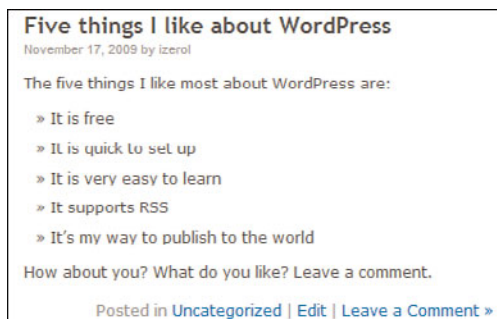 Five things I like about WordPress
November 17, 2009 by izerol
The five things I like most about WordPress are:
» It is free
» It is quick to set up
» It is very easy to learn
» It supports RSS
» It's my way to publish to the world
How about you? What do you like? Leave a comment.
Posted in Uncategorized | Edit | Leave a Comment »